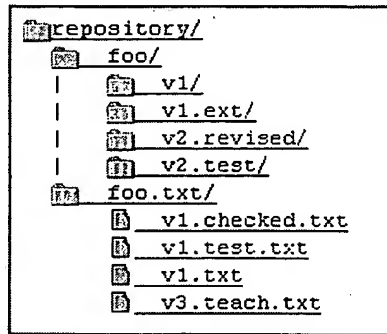 repository/
foo/
v1/
v1.ext/
v2.revised/
v2.test/
foo.txt/
v1.checked.txt
v1.test.txt
v1.txt
v3.teach.txt